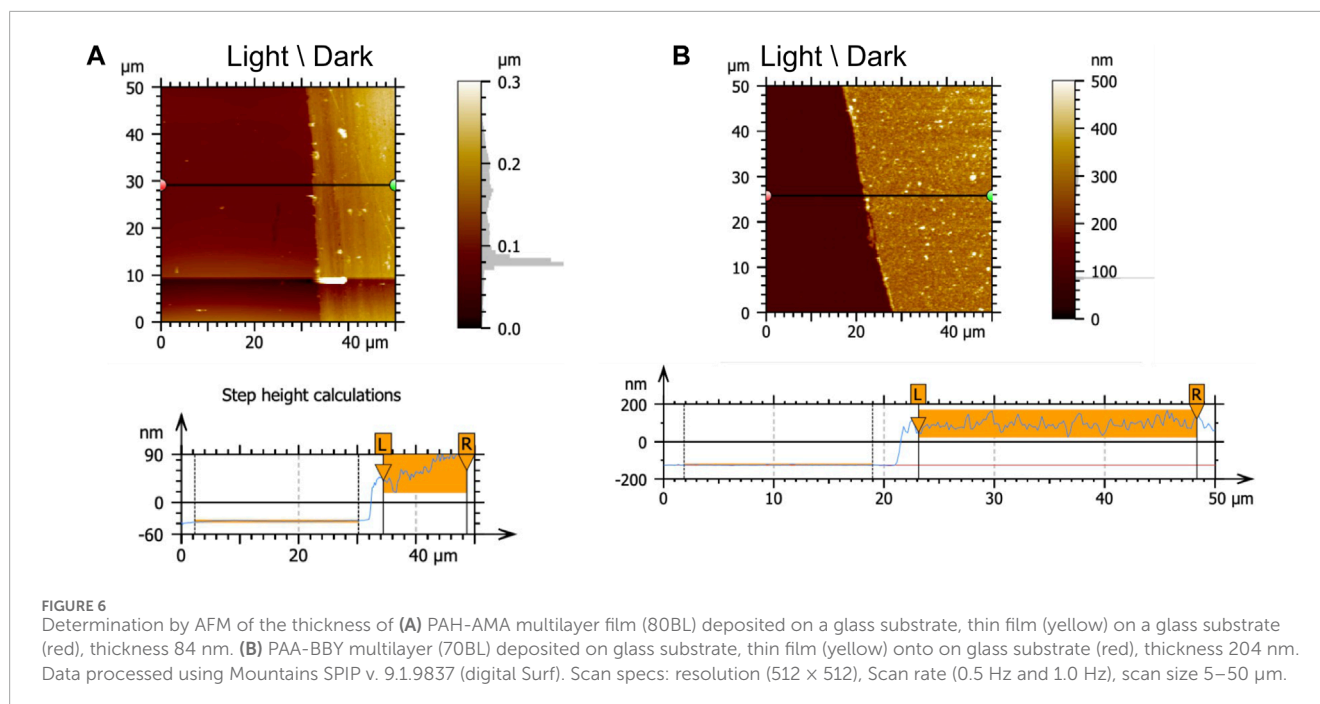 A
Light \ Dark
µm
50
40
30
20
10
0
0
20
40 µm
µm
0.3
0.2
0.1
0.0
B
Light \ Dark
µm
50
40
30
20
10
0
0
20
40 µm
nm
500
400
300
200
100
0
Step height calculations
nm
90
0
-60
L
R
0
20
40 µm
nm
200
0
-200
L
R
0
10
20
30
40
50 µm
FIGURE 6
Determination by AFM of the thickness of (A) PAH-AMA multilayer film (80BL) deposited on a glass substrate, thin film (yellow) on a glass substrate
(red), thickness 84 nm. (B) PAA-BBY multilayer (70BL) deposited on glass substrate, thin film (yellow) onto on glass substrate (red), thickness 204 nm.
Data processed using Mountains SPIP v. 9.1.9837 (digital Surf). Scan specs: resolution (512 × 512), Scan rate (0.5 Hz and 1.0 Hz), scan size 5–50 µm.